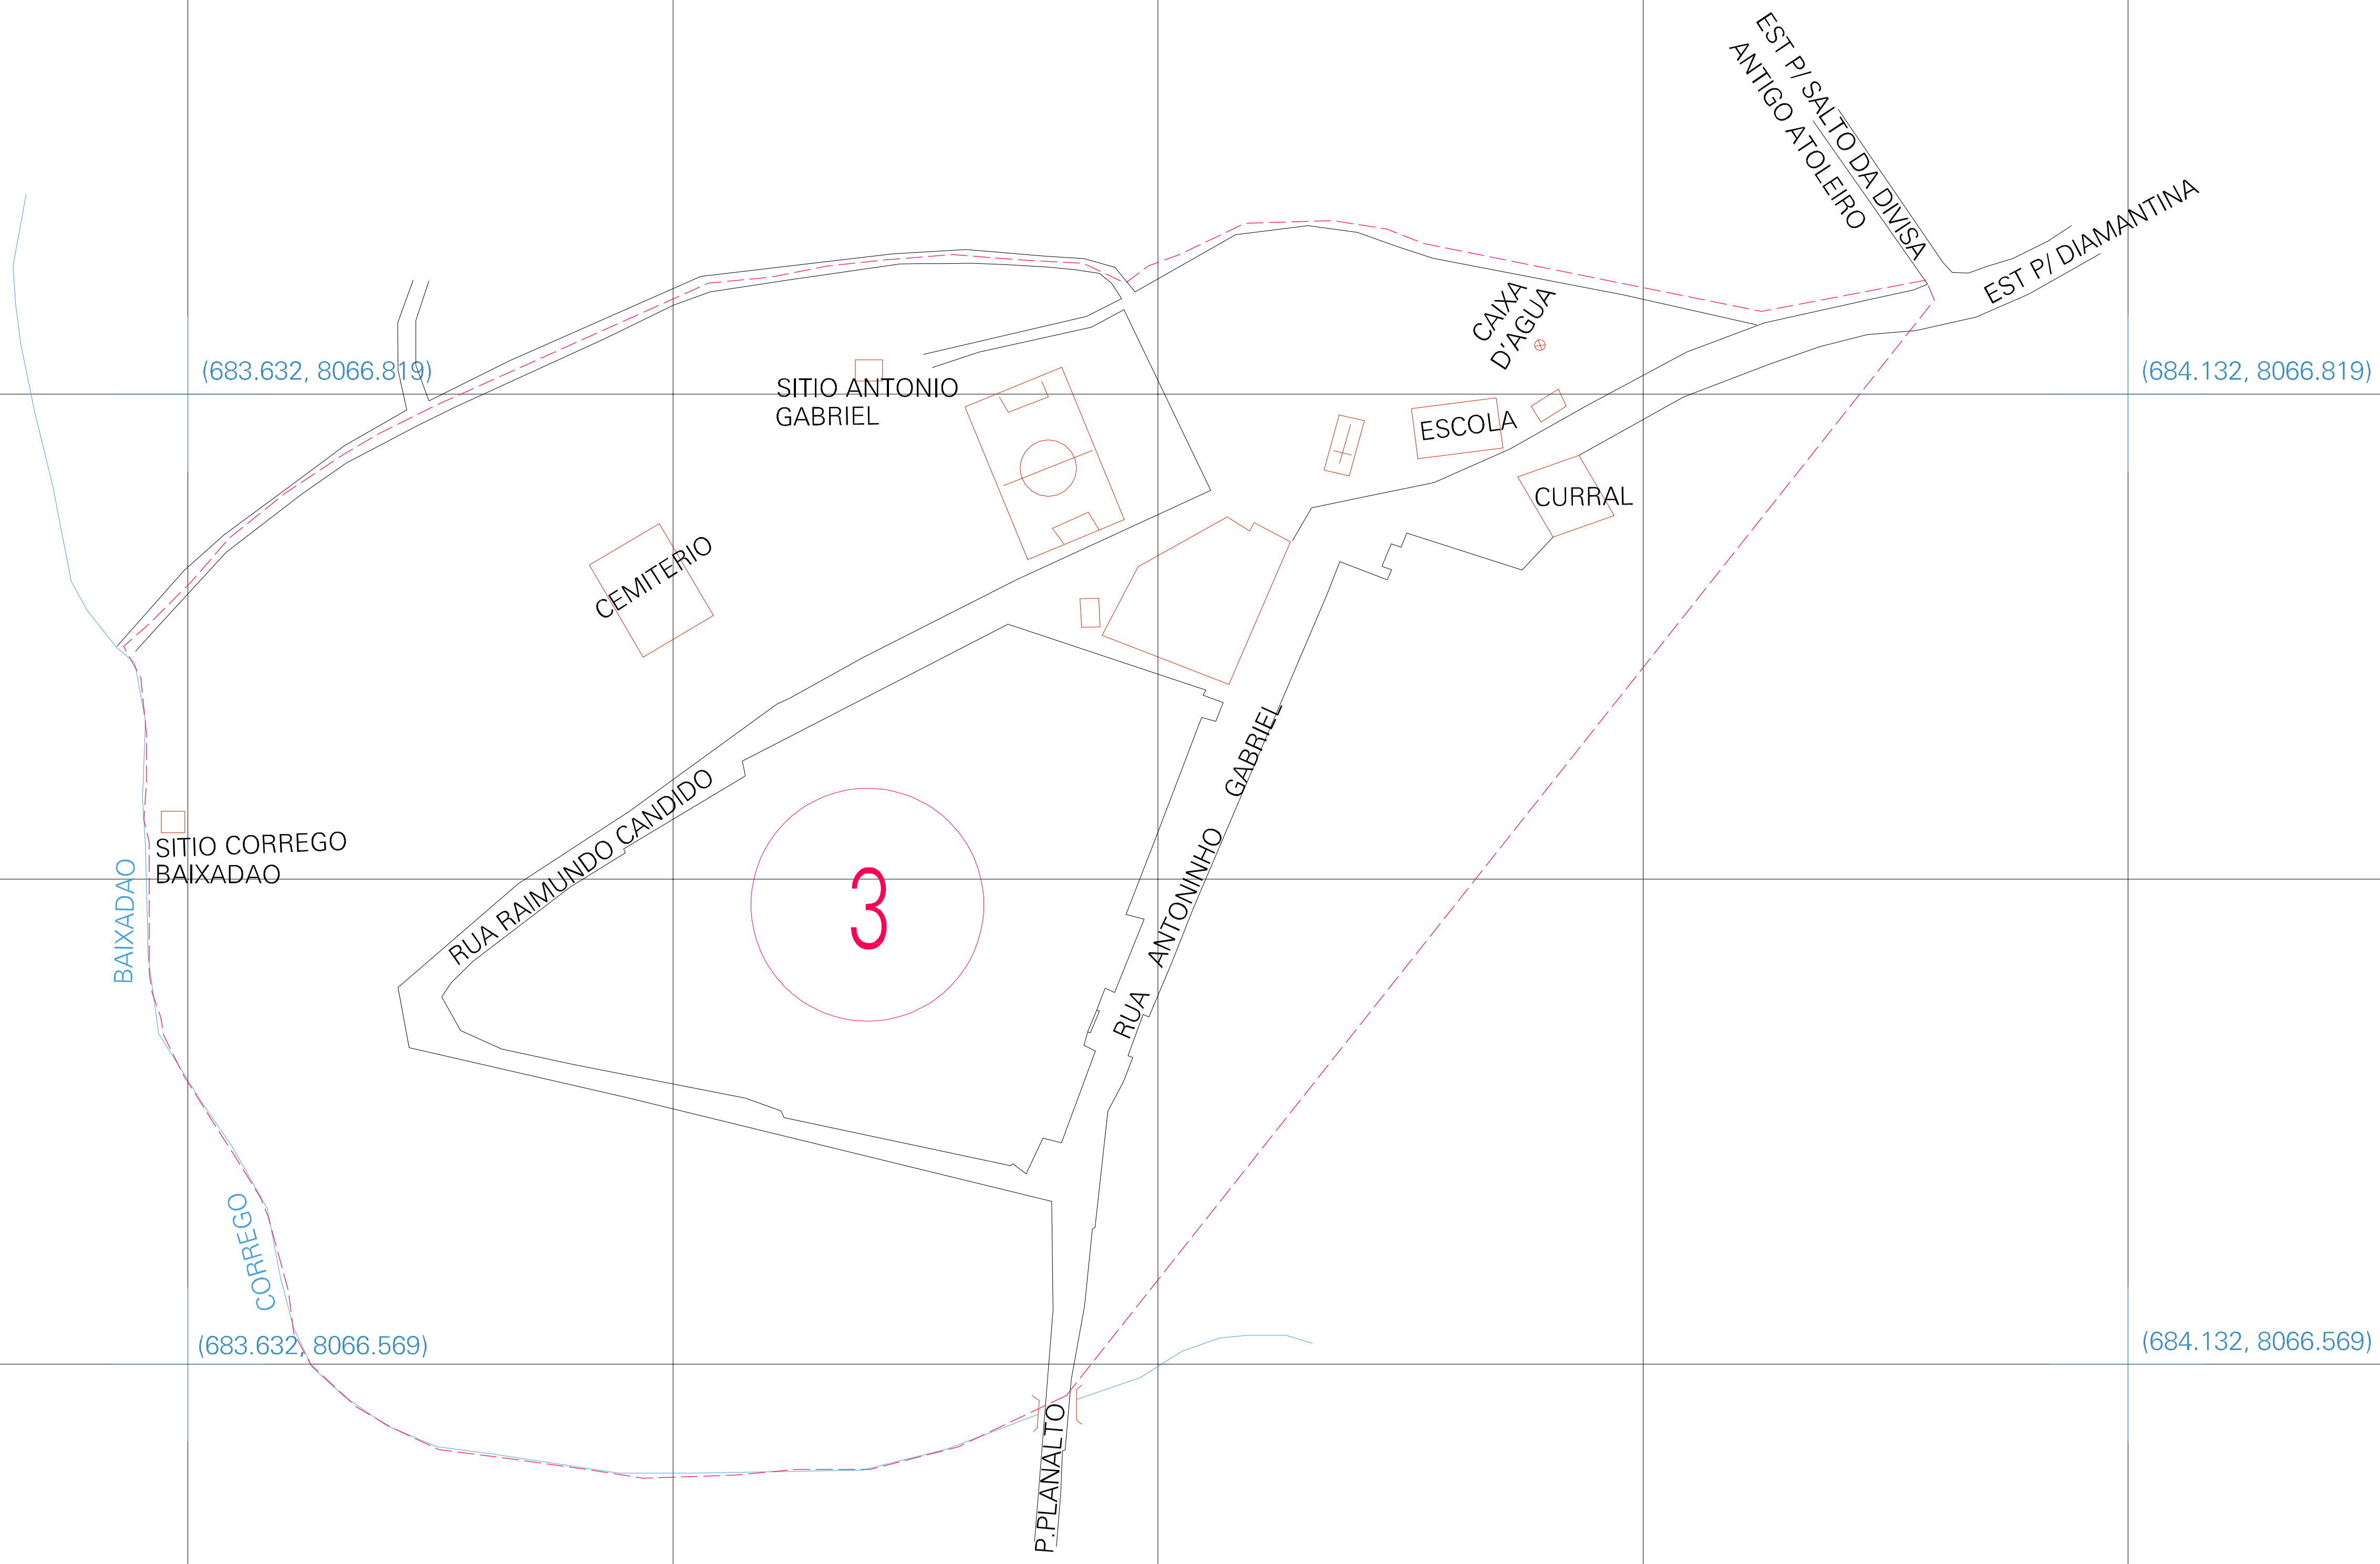 EST P/ SALTO DA DIVISA
ANTIGO ATOLEIRO
EST P/ DIAMANTINA
CAIXA
D'AGUA
(683.632, 8066.819)
(684.132, 8066.819)
SITIO ANTONIO
GABRIEL
ESCOLA
CURRAL
CEMITERIO
RUA RAIMUNDO CANDIDO
RUA ANTONINHO GABRIEL
SITIO CORREGO
BAIXADAO
3
CORREGO BAIXADAO
(683.632, 8066.569)
(684.132, 8066.569)
P.PLANALTO